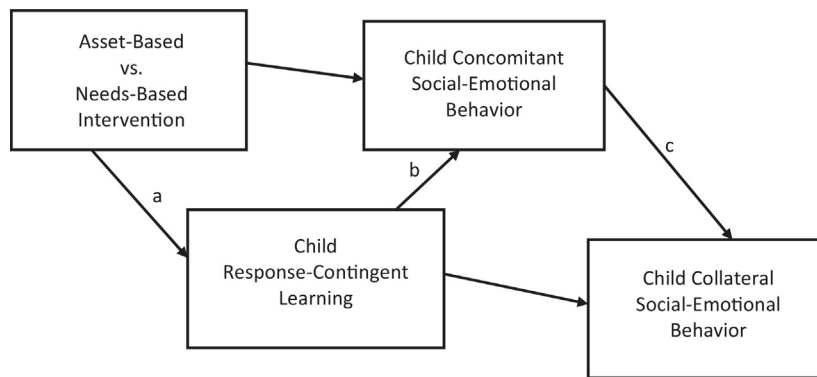 Asset-Based
vs.
Needs-Based
Intervention
Child Concomitant
Social-Emotional
Behavior
a
b
c
Child
Response-Contingent
Learning
Child Collateral
Social-Emotional
Behavior